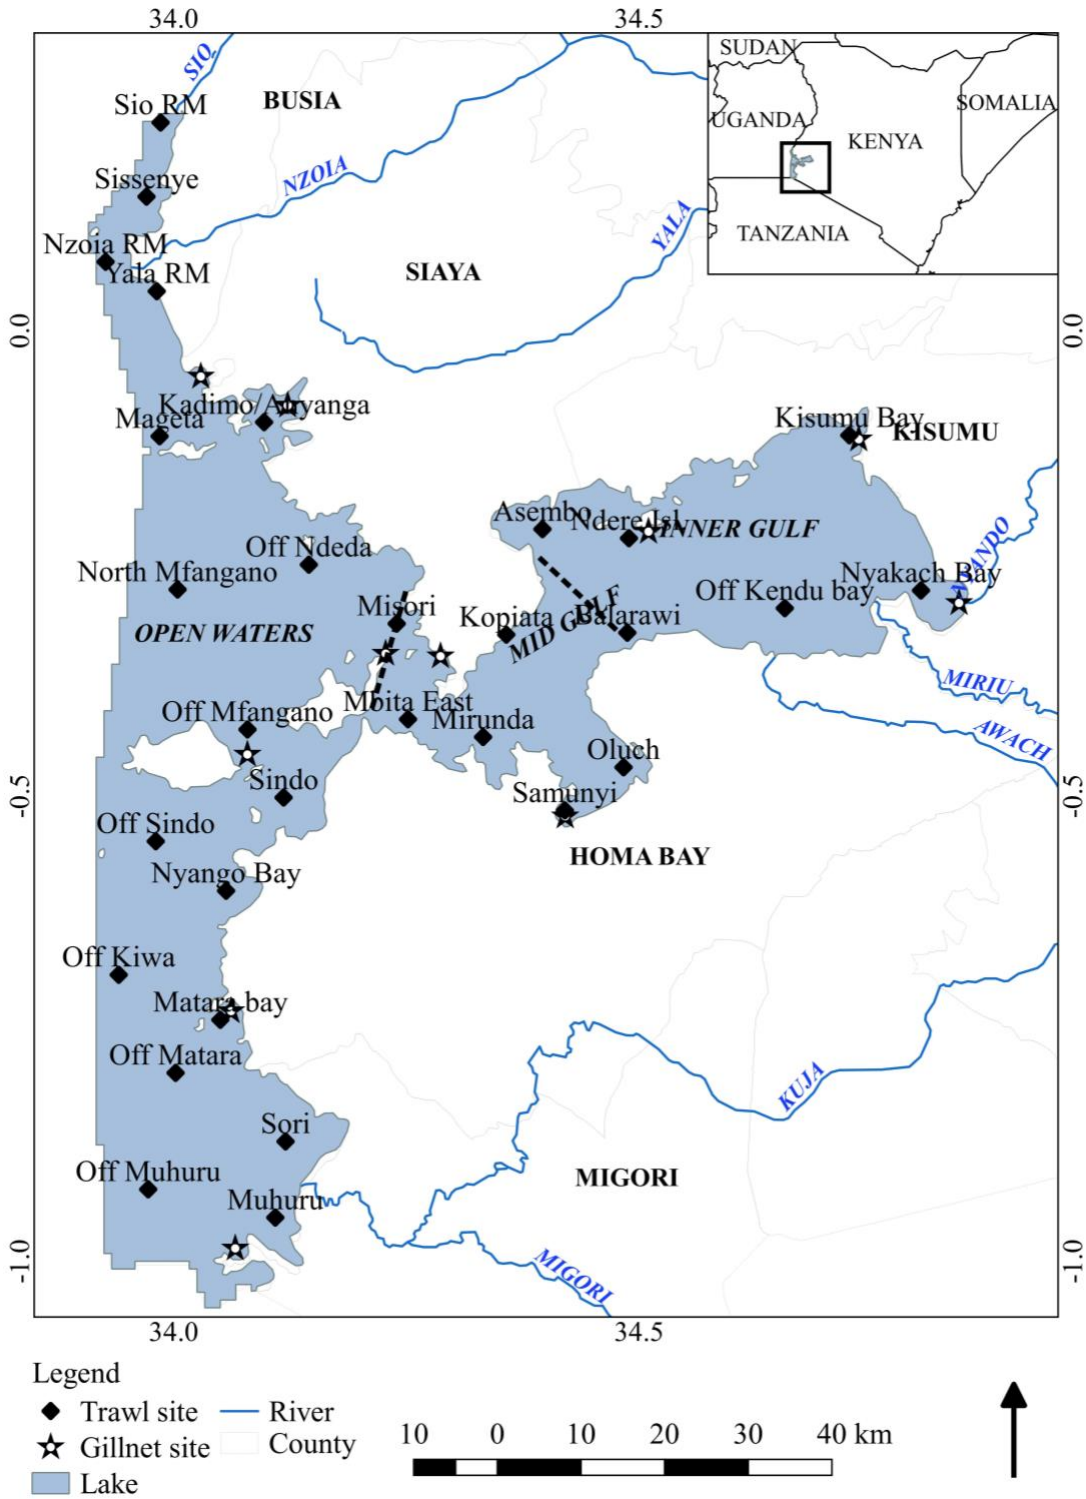 34.0
34.5
SIO
SUDAN
Sio RM
BUSIA
SOMALIA
UGANDA
KENYA
NZOIA
Sissenye
YALA
TANZANIA
Nzoia RM
Yala RM
SIAYA
0.0
0.0
Kadimo/Anyanga
Mageta
Kisumu Bay
KISUMU
Asembo
Ndere Isl
INNER GULF
Off Ndeda
NYANDO
North Mfangano
Nyakach Bay
Off Kendu bay
Misori
Kopiata
Balarawi
MID GULF
OPEN WATERS
MIRIU
Mbita East
Off Mfangano
Mirunda
AWACH
Oluch
Sindo
Samunyi
-0.5
-0.5
Off Sindo
HOMA BAY
Nyango Bay
Off Kiwa
Matara bay
Off Matara
KUJA
Sori
Off Muhuru
MIGORI
Muhuru
-1.0
-1.0
MIGORI
34.0
34.5
Legend
Trawl site
River
Gillnet site
County
Lake
10 0 10 20 30 40 km